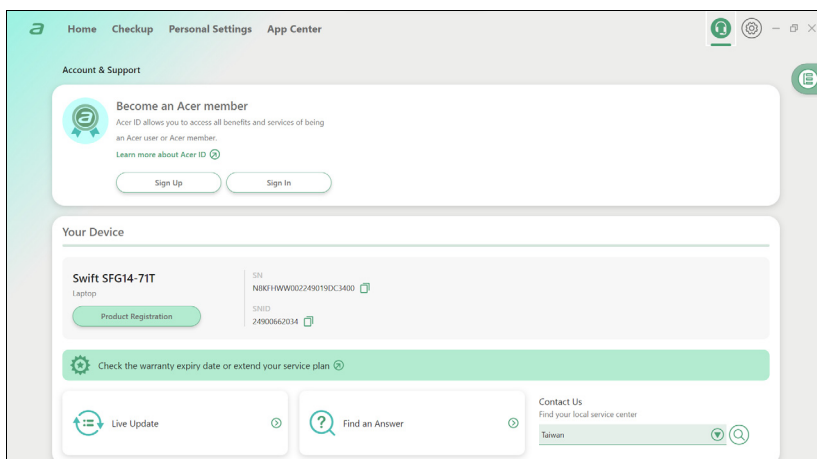 a Home Checkup Personal Settings App Center
Account & Support
Become an Acer member
Acer ID allows you to access all benefits and services of being
an Acer user or Acer member.
Learn more about Acer ID
Sign Up Sign In
Your Device
Swift SFG14-71T
Laptop
Product Registration
SN
N8KFHWW002249019DC3400
SNID
24900662034
Check the warranty expiry date or extend your service plan
Live Update
Find an Answer
Contact Us
Find your local service center
Taiwan